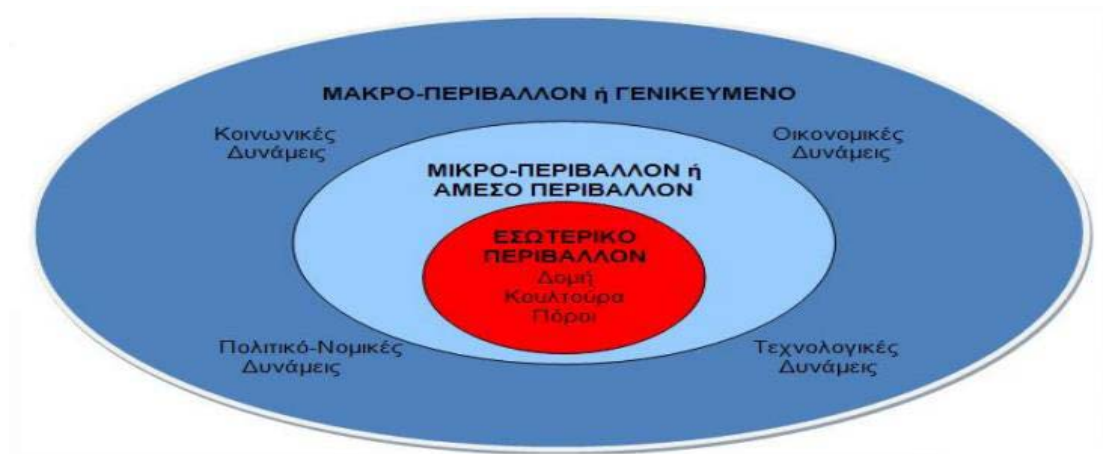 ΜΑΚΡΟ-ΠΕΡΙΒΑΛΛΟΝ ή ΓΕΝΙΚΕΥΜΕΝΟ
Κοινωνικές
Δυνάμεις
Οικονομικές
Δυνάμεις
ΜΙΚΡΟ-ΠΕΡΙΒΑΛΛΟΝ ή
ΑΜΕΣΟ ΠΕΡΙΒΑΛΛΟΝ
ΕΣΩΤΕΡΙΚΟ
ΠΕΡΙΒΑΛΛΟΝ
Δομή
Κουλτούρα
Πόροι
Πολιτικό-Νομικές
Δυνάμεις
Τεχνολογικές
Δυνάμεις